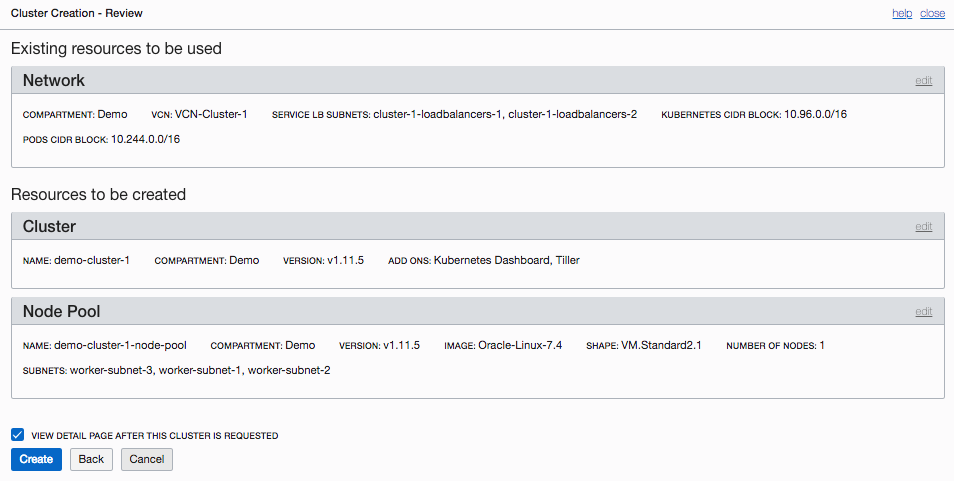 Cluster Creation - Review help close
Existing resources to be used
Network edit
COMPARTMENT: Demo VCN: VCN-Cluster-1 SERVICE LB SUBNETS: cluster-1-loadbalancers-1, cluster-1-loadbalancers-2 KUBERNETES CIDR BLOCK: 10.96.0.0/16
PODS CIDR BLOCK: 10.244.0.0/16
Resources to be created
Cluster edit
NAME: demo-cluster-1 COMPARTMENT: Demo VERSION: v1.11.5 ADD ONS: Kubernetes Dashboard, Tiller
Node Pool edit
NAME: demo-cluster-1-node-pool COMPARTMENT: Demo VERSION: v1.11.5 IMAGE: Oracle-Linux-7.4 SHAPE: VM.Standard2.1 NUMBER OF NODES: 1
SUBNETS: worker-subnet-3, worker-subnet-1, worker-subnet-2
VIEW DETAIL PAGE AFTER THIS CLUSTER IS REQUESTED
Create Back Cancel